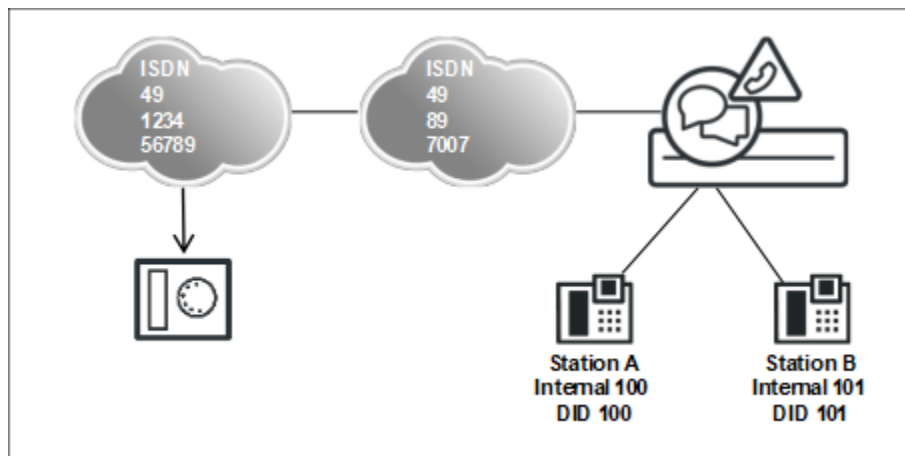 ISDN
49
1234
56789
ISDN
49
89
7007
Station A
Internal 100
DID 100
Station B
Internal 101
DID 101